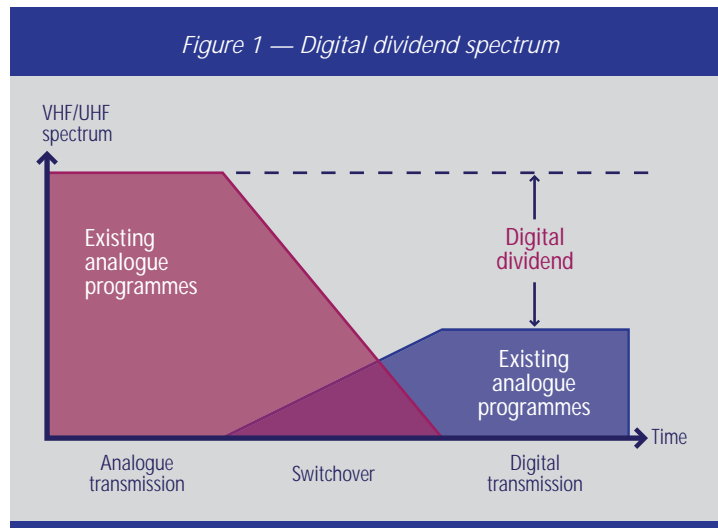 Figure 1 — Digital dividend spectrum
VHF/UHF
spectrum
Existing
analogue
programmes
Digital
dividend
Existing
analogue
programmes
Time
Analogue
transmission
Switchover
Digital
transmission